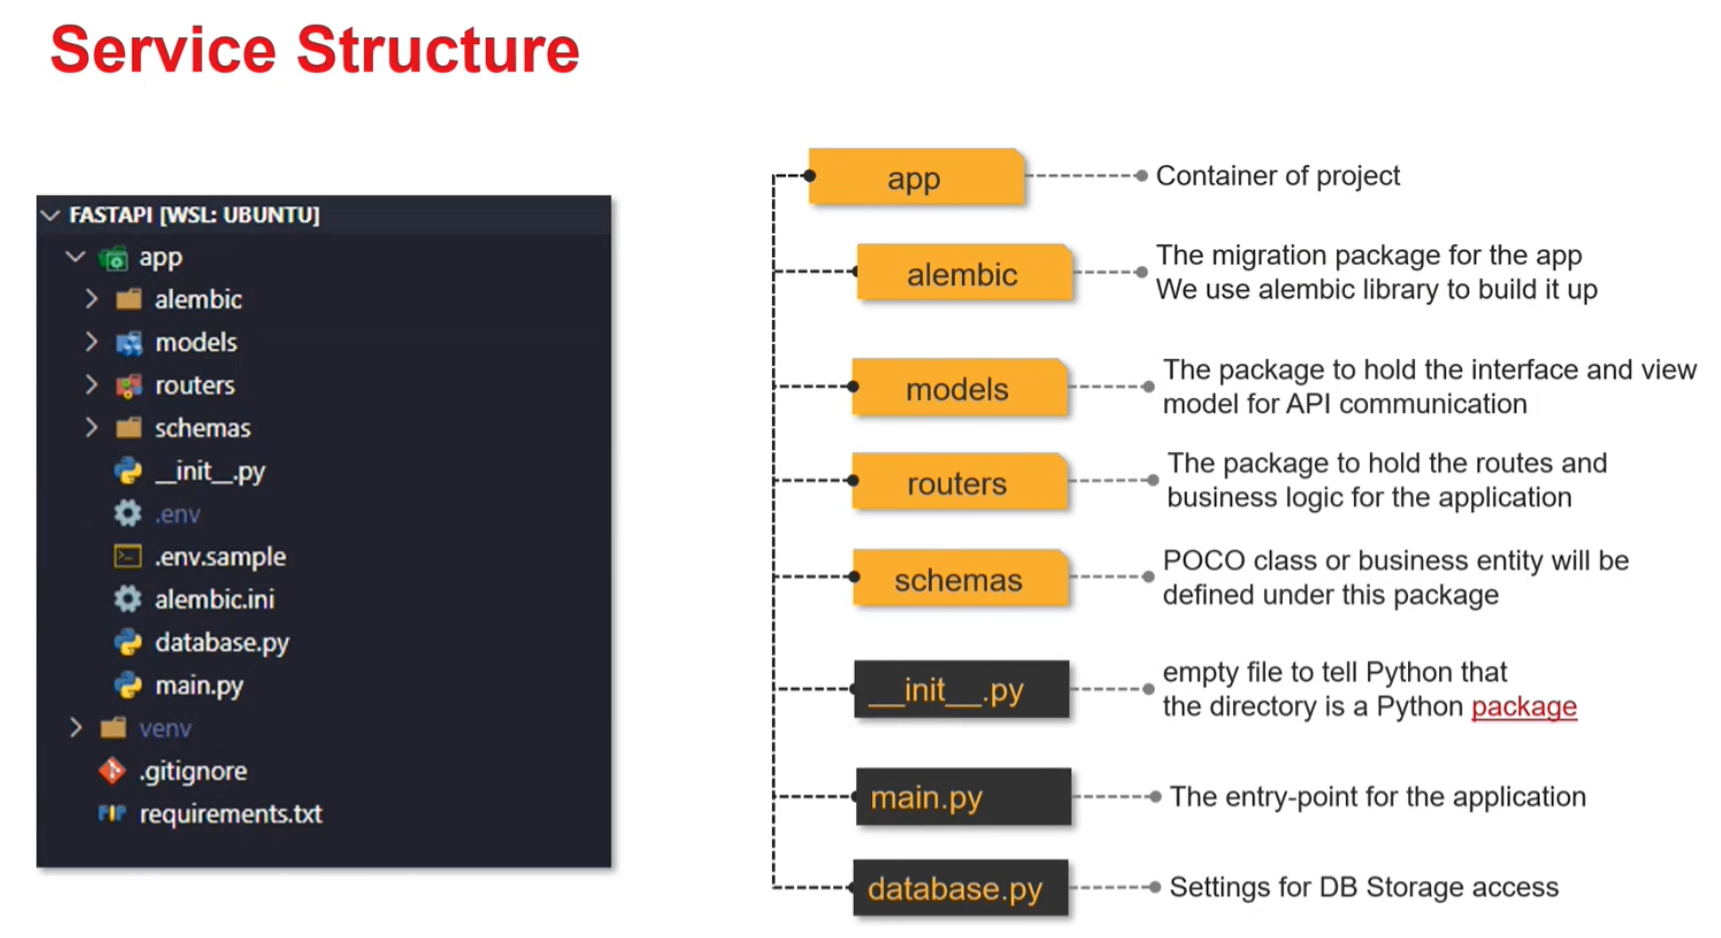 Service Structure
FASTAPI [WSL: UBUNTU]
app
alembic
models
routers
schemas
__init__.py
.env
.env.sample
alembic.ini
database.py
main.py
venv
.gitignore
requirements.txt
app
Container of project
alembic
The migration package for the app
We use alembic library to build it up
models
The package to hold the interface and view
model for API communication
routers
The package to hold the routes and
business logic for the application
schemas
POCO class or business entity will be
defined under this package
__init__.py
empty file to tell Python that
the directory is a Python package
main.py
The entry-point for the application
database.py
Settings for DB Storage access